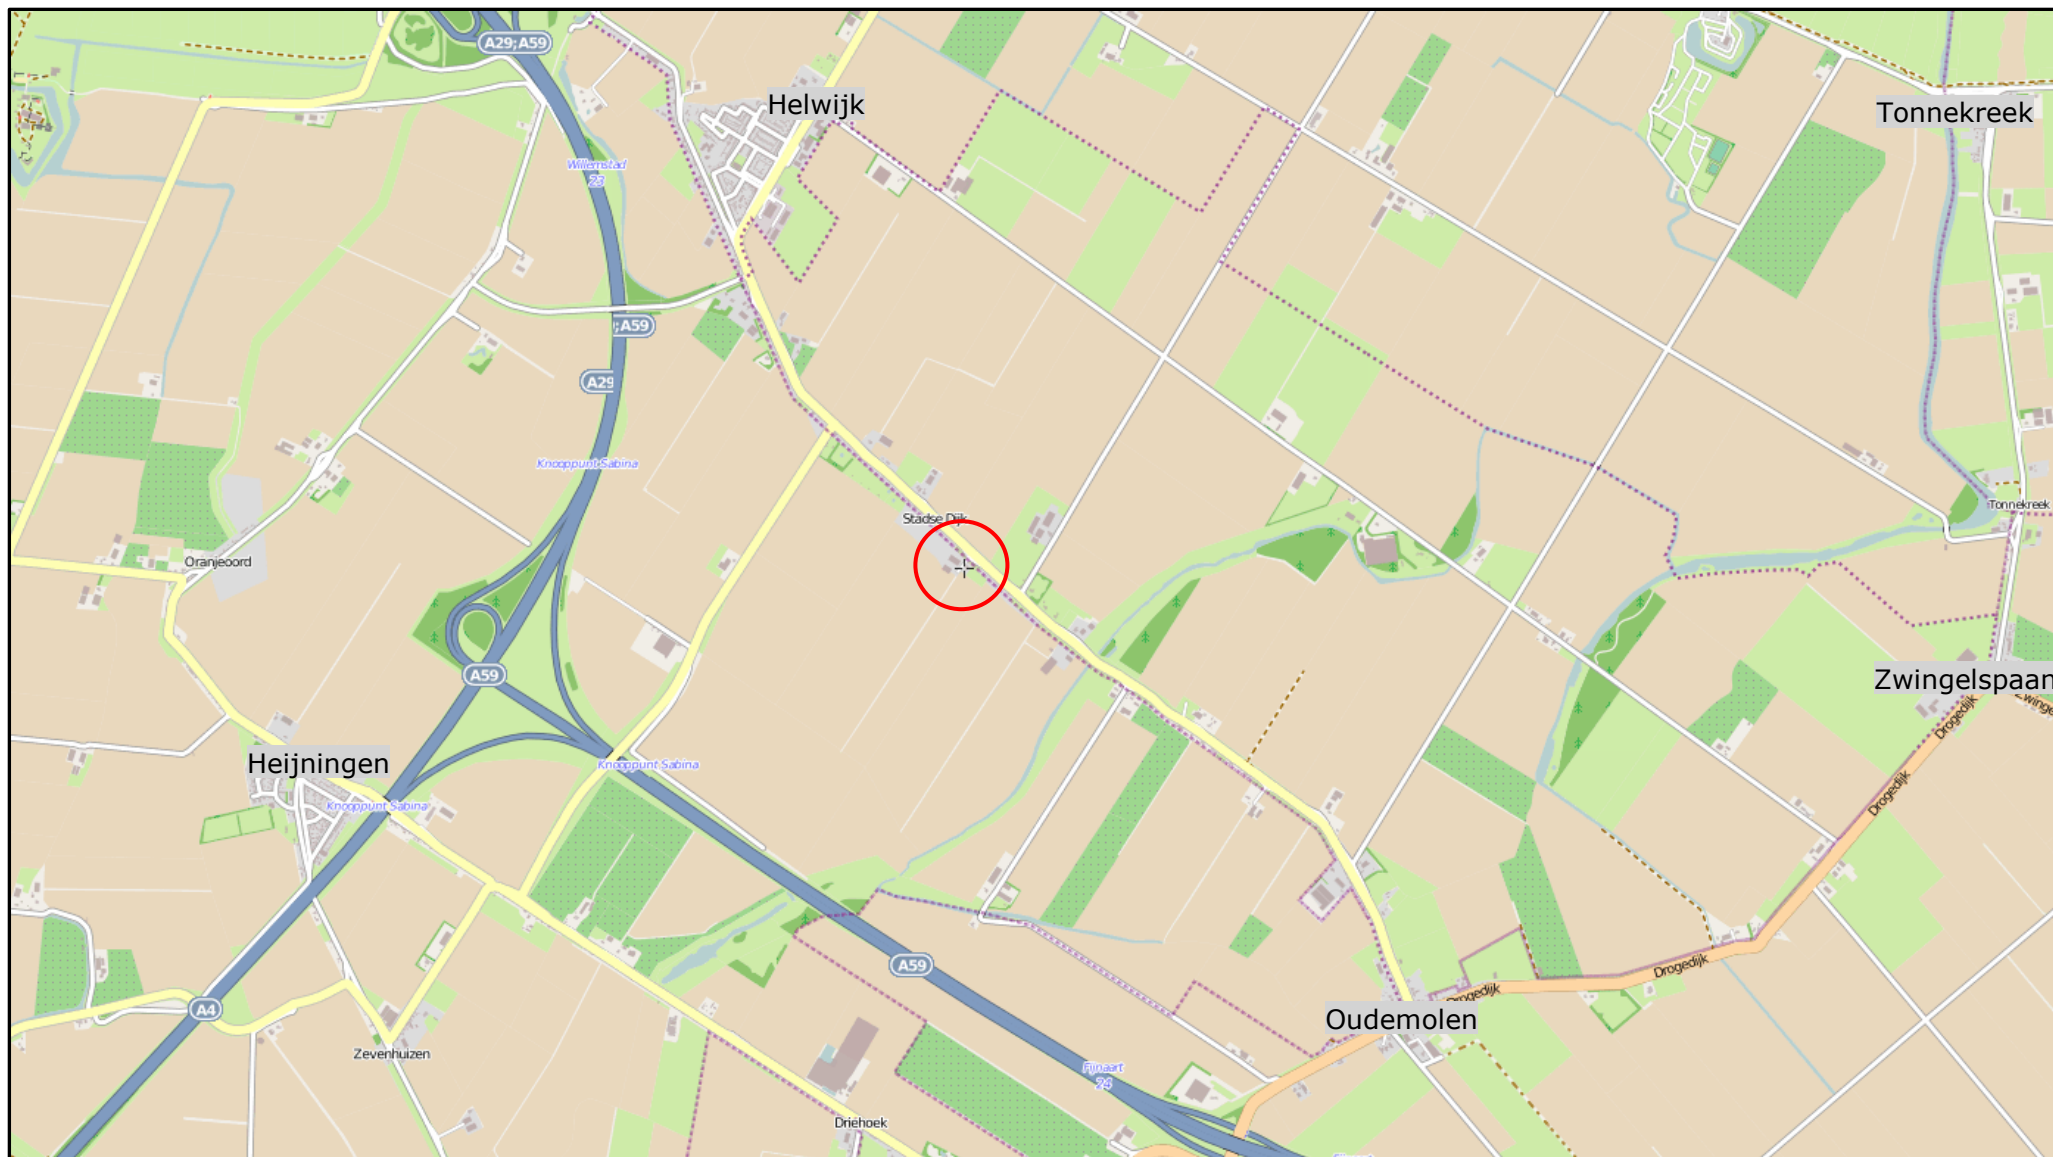 A29;A59
Helwijk
Tonnekreek
Willemstad
23
;A59
A29
Knooppunt Sabina
Tonnekreek
Stadse Dijk
Oranjeoord
A59
Zwingelspaan
Zwinge
Drogedijk
Heijningen
Knooppunt Sabina
Knooppunt Sabina
Drogedijk
A59
Drogedijk
Drogedijk
A4
Oudemolen
Zevenhuizen
Fijnaart
24
Driehoek